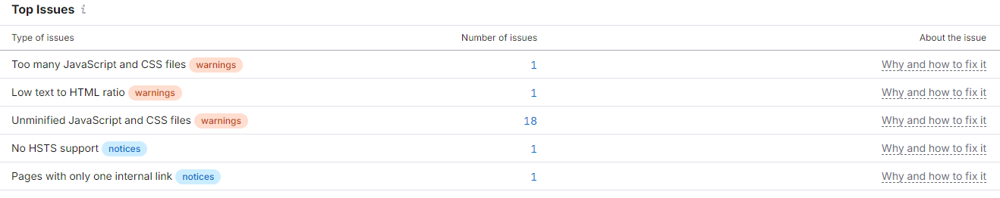 Top Issues i
Type of issues Number of issues About the issue
Too many JavaScript and CSS files warnings 1 Why and how to fix it
Low text to HTML ratio warnings 1 Why and how to fix it
Unminified JavaScript and CSS files warnings 18 Why and how to fix it
No HSTS support notices 1 Why and how to fix it
Pages with only one internal link notices 1 Why and how to fix it